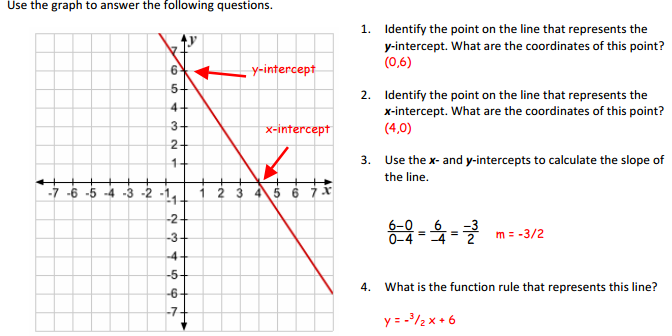 Use the graph to answer the following questions.
y
7
6
y-intercept
5
4
3
x-intercept
2
1
-7 -6 -5 -4 -3 -2 -1 1 2 3 4 5 6 7 x
-1
-2
-3
-4
-5
-6
-7
1. Identify the point on the line that represents the
y-intercept. What are the coordinates of this point?
(0,6)
2. Identify the point on the line that represents the
x-intercept. What are the coordinates of this point?
(4,0)
3. Use the x- and y-intercepts to calculate the slope of
the line.
6–0/0–4 = 6/-4 = -3/2 m = -3/2
4. What is the function rule that represents this line?
y = -3/2 x + 6